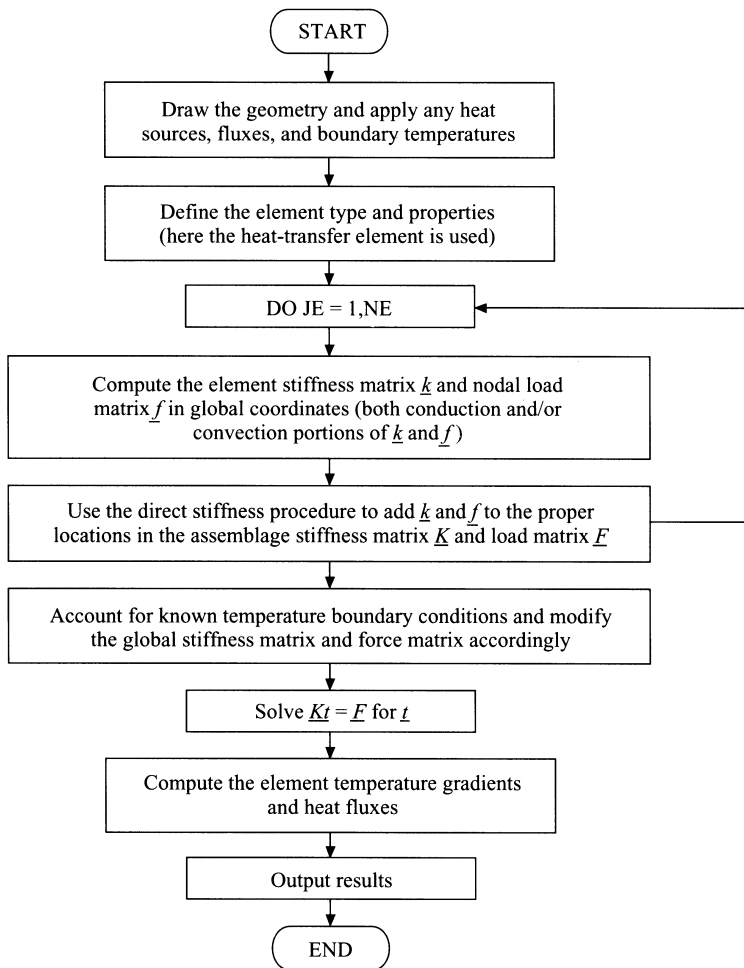 START
Draw the geometry and apply any heat
sources, fluxes, and boundary temperatures
Define the element type and properties
(here the heat-transfer element is used)
DO JE = 1,NE
Compute the element stiffness matrix k and nodal load
matrix f in global coordinates (both conduction and/or
convection portions of k and f )
Use the direct stiffness procedure to add k and f to the proper
locations in the assemblage stiffness matrix K and load matrix F
Account for known temperature boundary conditions and modify
the global stiffness matrix and force matrix accordingly
Solve Kt = F for t
Compute the element temperature gradients
and heat fluxes
Output results
END